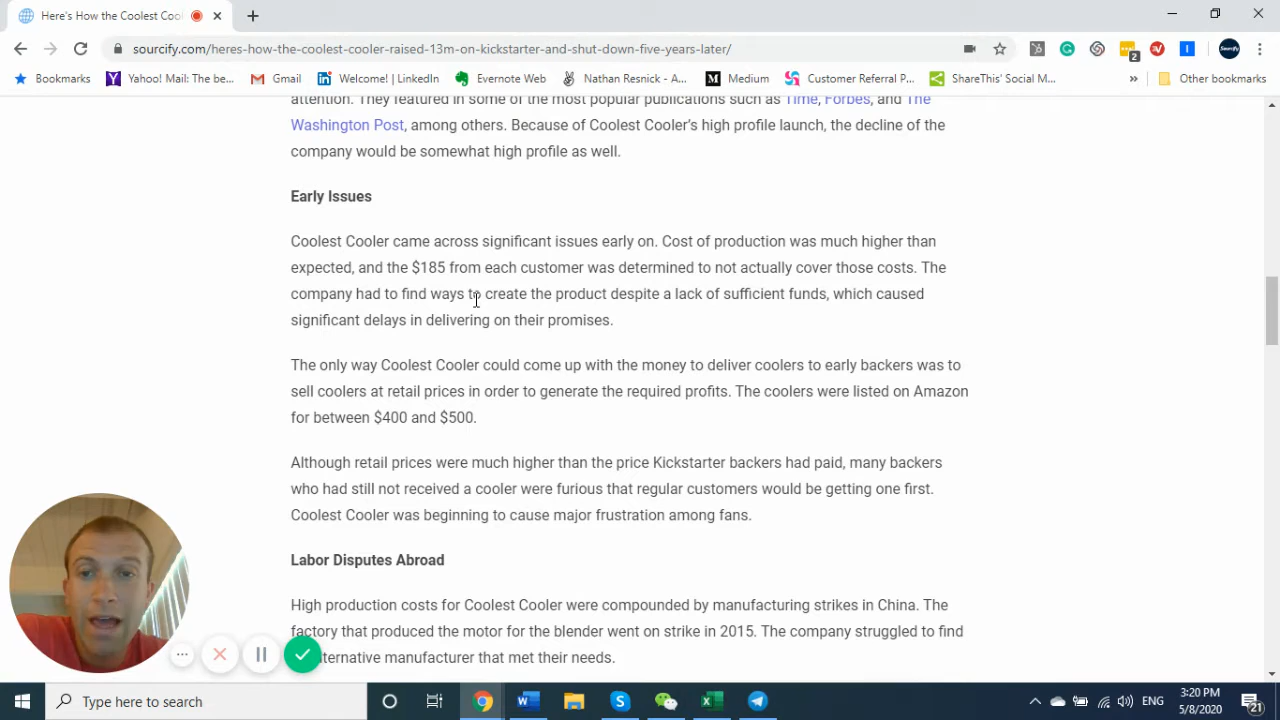 Here's How the Coolest Cool
sourcify.com/heres-how-the-coolest-cooler-raised-13m-on-kickstarter-and-shut-down-five-years-later/
2
Sourcify
Bookmarks
Yahoo! Mail: The be...
Gmail
Welcome! | LinkedIn
Evernote Web
Nathan Resnick - A...
Medium
Customer Referral P...
ShareThis' Social M...
»
Other bookmarks
attention. They featured in some of the most popular publications such as Time, Forbes, and The
Washington Post, among others. Because of Coolest Cooler's high profile launch, the decline of the
company would be somewhat high profile as well.
Early Issues
Coolest Cooler came across significant issues early on. Cost of production was much higher than
expected, and the $185 from each customer was determined to not actually cover those costs. The
company had to find ways to create the product despite a lack of sufficient funds, which caused
significant delays in delivering on their promises.
The only way Coolest Cooler could come up with the money to deliver coolers to early backers was to
sell coolers at retail prices in order to generate the required profits. The coolers were listed on Amazon
for between $400 and $500.
Although retail prices were much higher than the price Kickstarter backers had paid, many backers
who had still not received a cooler were furious that regular customers would be getting one first.
Coolest Cooler was beginning to cause major frustration among fans.
Labor Disputes Abroad
High production costs for Coolest Cooler were compounded by manufacturing strikes in China. The
factory that produced the motor for the blender went on strike in 2015. The company struggled to find
ternative manufacturer that met their needs.
Type here to search
ENG
3:20 PM
5/8/2020
21